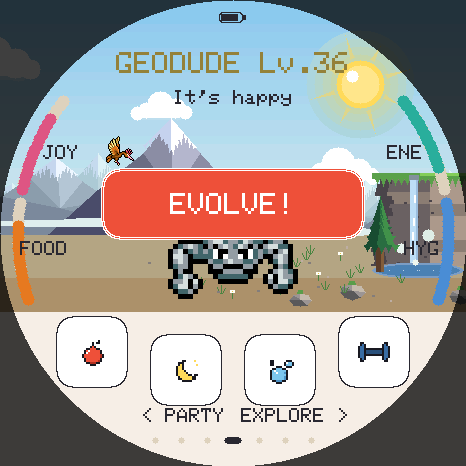 GEODUDE Lv.36
It's happy
JOY
ENE
EVOLVE!
FOOD
HYG
< PARTY EXPLORE >